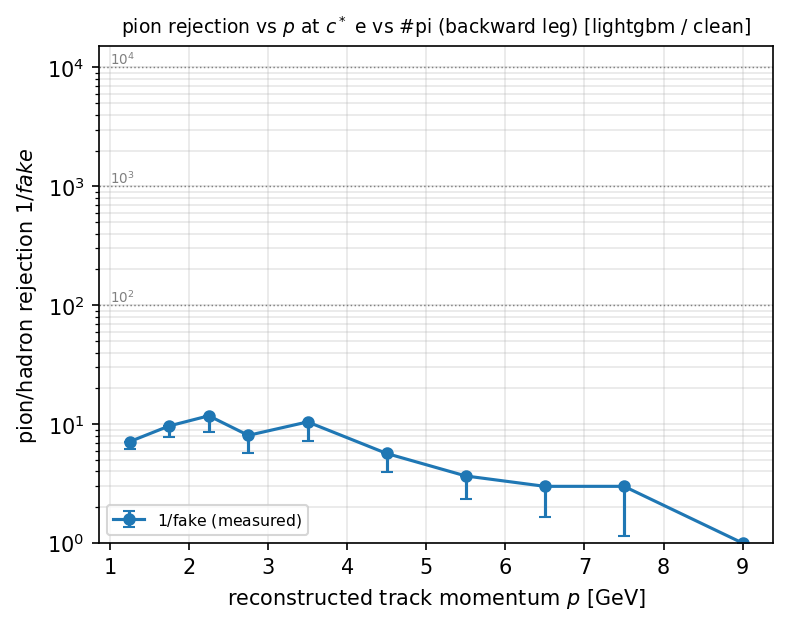 pion rejection vs p at c* e vs #pi (backward leg) [lightgbm / clean]
pion/hadron rejection 1/fake
10⁴
10³
10²
10¹
10⁰
10⁴
10³
10²
1/fake (measured)
1 2 3 4 5 6 7 8 9
reconstructed track momentum p [GeV]